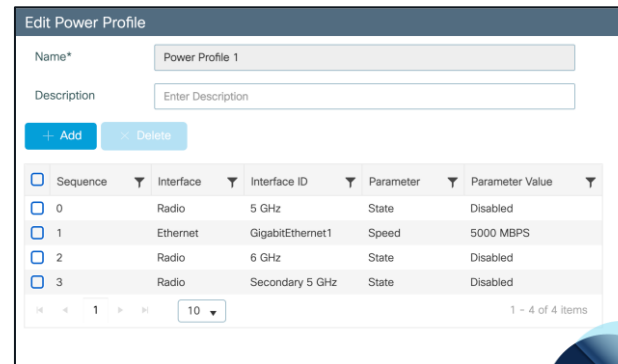 Edit Power Profile
Name* Power Profile 1
Description Enter Description
+ Add × Delete
Sequence Interface Interface ID Parameter Parameter Value
0 Radio 5 GHz State Disabled
1 Ethernet GigabitEthernet1 Speed 5000 MBPS
2 Radio 6 GHz State Disabled
3 Radio Secondary 5 GHz State Disabled
1 10 1 - 4 of 4 items